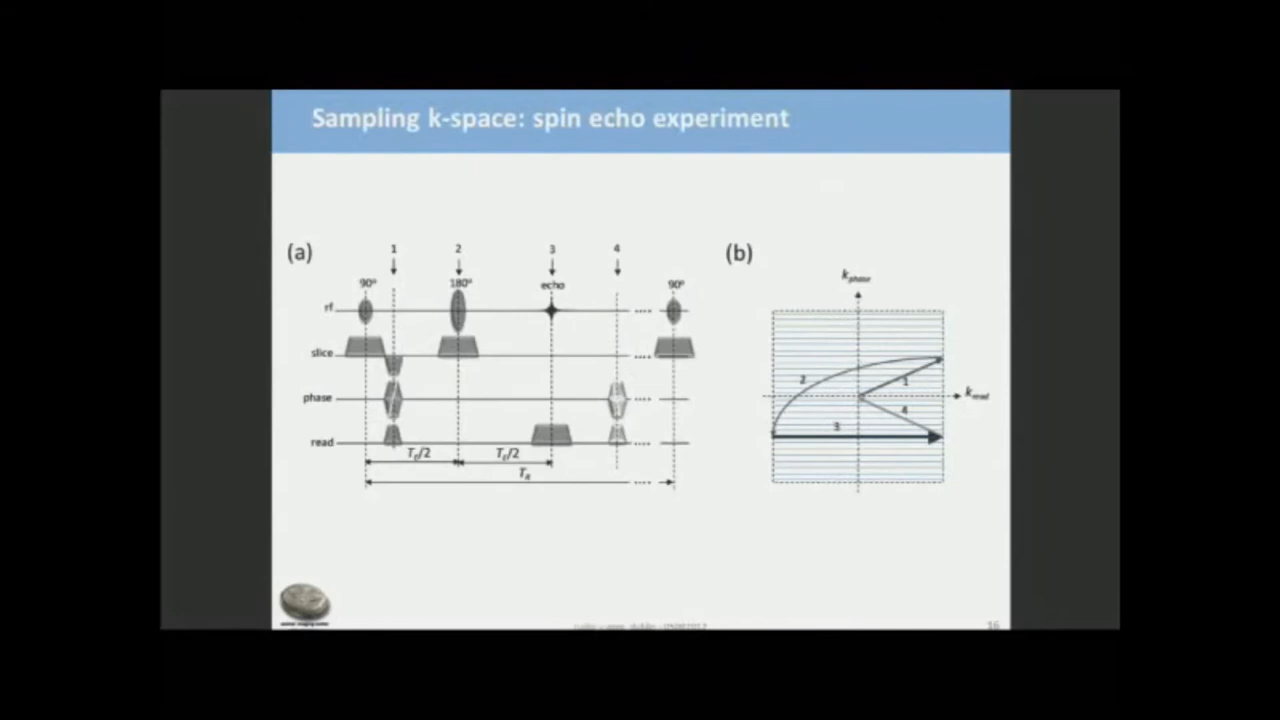 Sampling k-space: spin echo experiment
(a)
1 2 3 4
90° 180° echo 90°
rf
slice
phase
read
T_E/2 T_E/2
T_R
(b)
k_phase
k_read
2
1
4
3
16